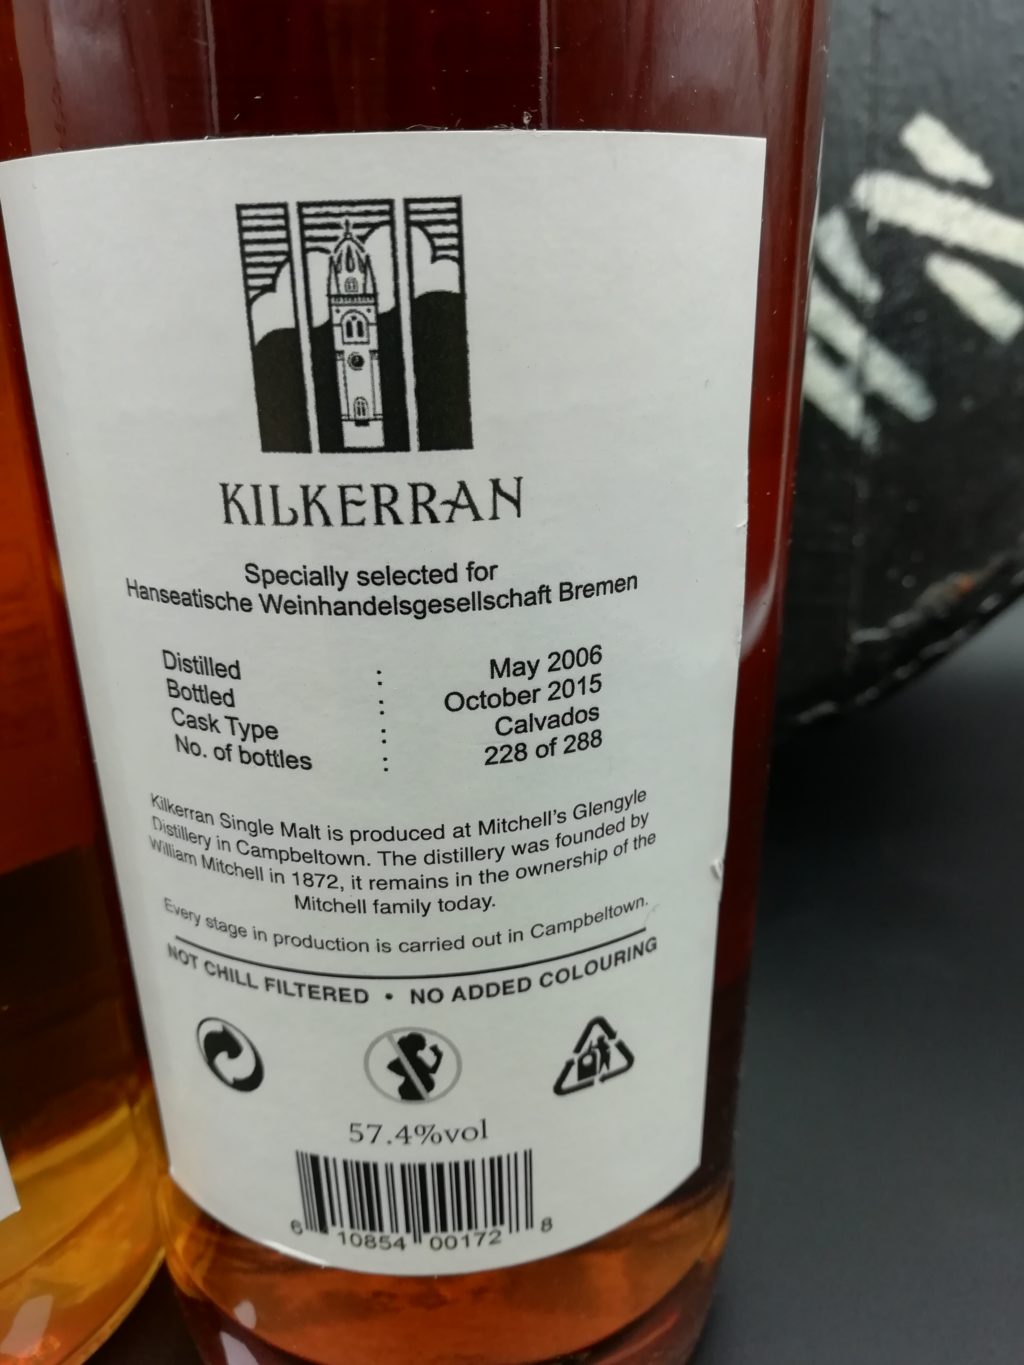 KILKERRAN
Specially selected for
Hanseatische Weinhandelsgesellschaft Bremen
Distilled : May 2006
Bottled : October 2015
Cask Type : Calvados
No. of bottles : 228 of 288
Kilkerran Single Malt is produced at Mitchell's Glengyle
Distillery in Campbeltown. The distillery was founded by
William Mitchell in 1872, it remains in the ownership of the
Mitchell family today.
Every stage in production is carried out in Campbeltown.
NOT CHILL FILTERED • NO ADDED COLOURING
57.4%vol
6 10854 00172 8